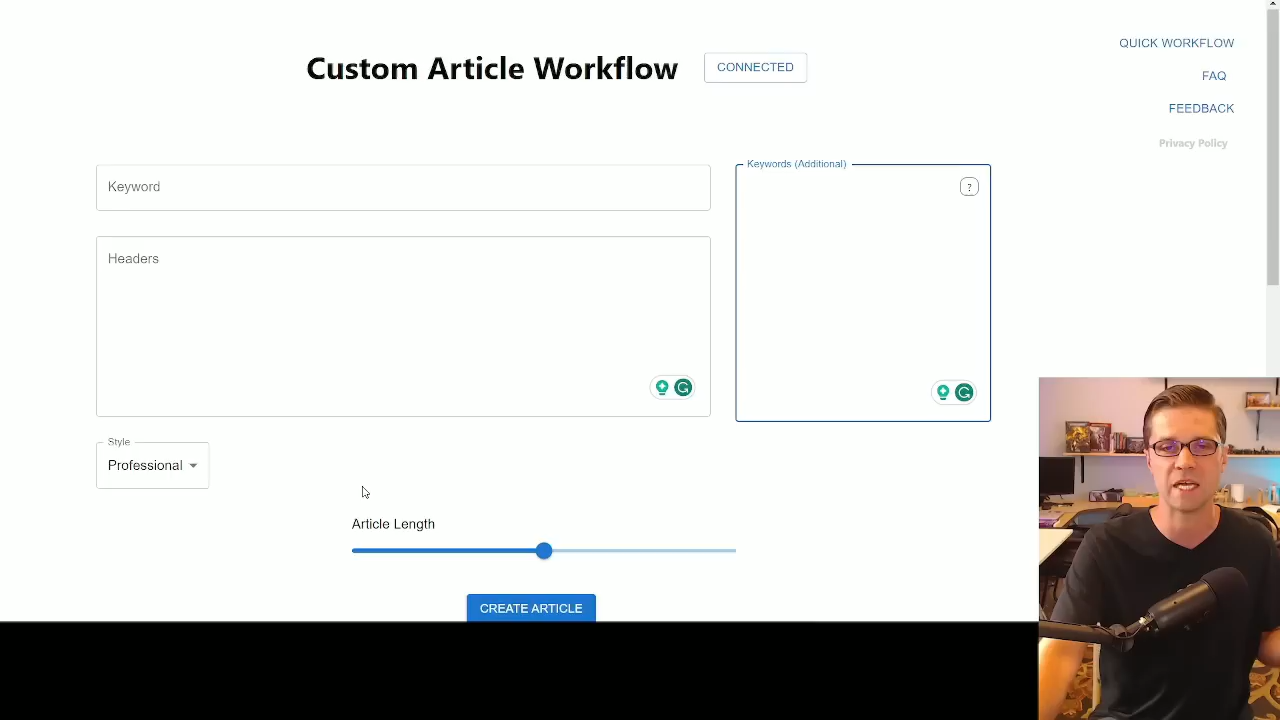 Custom Article Workflow
CONNECTED
QUICK WORKFLOW
FAQ
FEEDBACK
Privacy Policy
Keyword
Keywords (Additional)
?
Headers
Style
Professional
Article Length
CREATE ARTICLE